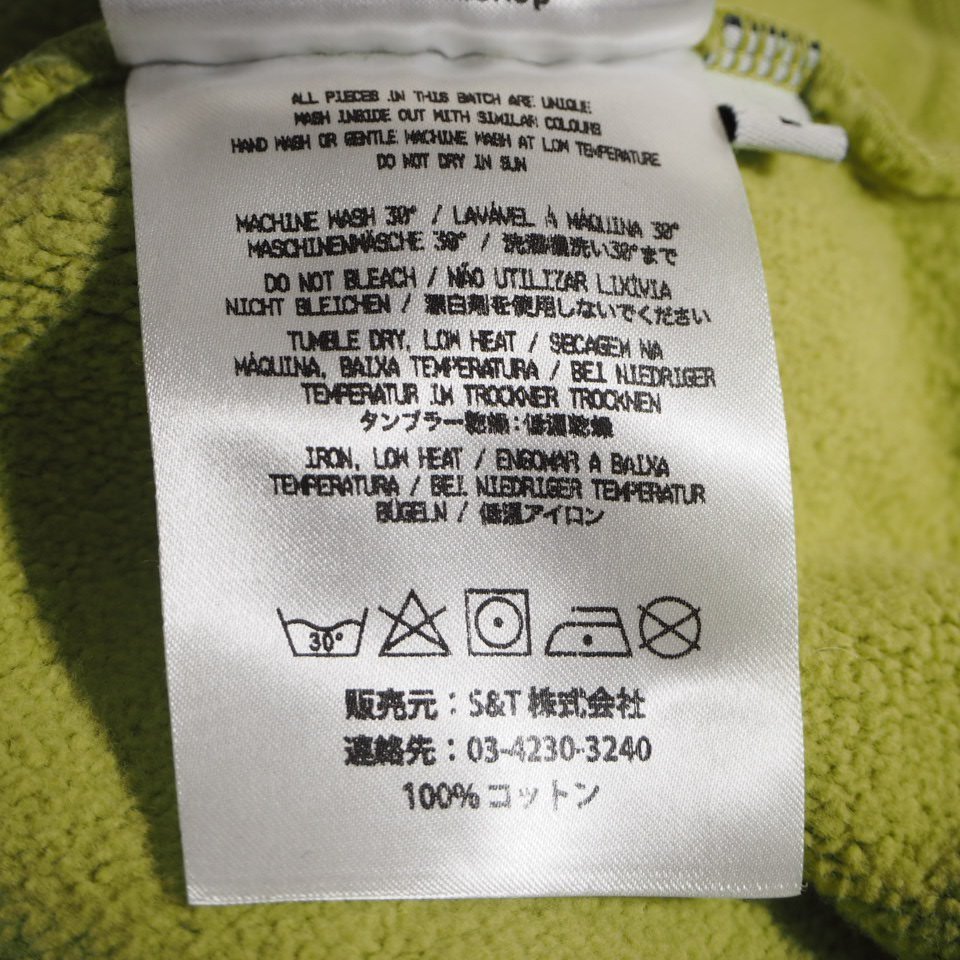 ALL PIECES IN THIS BATCH ARE UNIQUE
WASH INSIDE OUT WITH SIMILAR COLOURS
HAND WASH OR GENTLE MACHINE WASH AT LOW TEMPERATURE
DO NOT DRY IN SUN
MACHINE WASH 30° / LAVÁVEL À MÁQUINA 30°
MASCHINENWÄSCHE 30° / 洗濯機洗い30°まで
DO NOT BLEACH / NÃO UTILIZAR LIXÍVIA
NICHT BLEICHEN / 漂白剤を使用しないでください
TUMBLE DRY, LOW HEAT / SECAGEM NA
MÁQUINA, BAIXA TEMPERATURA / BEI NIEDRIGER
TEMPERATUR IM TROCKNER TROCKNEN
タンブラー乾燥:低温乾燥
IRON, LOW HEAT / ENGOMAR A BAIXA
TEMPERATURA / BEI NIEDRIGER TEMPERATUR
BÜGELN / 低温アイロン
30°
販売元：S&T 株式会社
連絡先：03-4230-3240
100% コットン